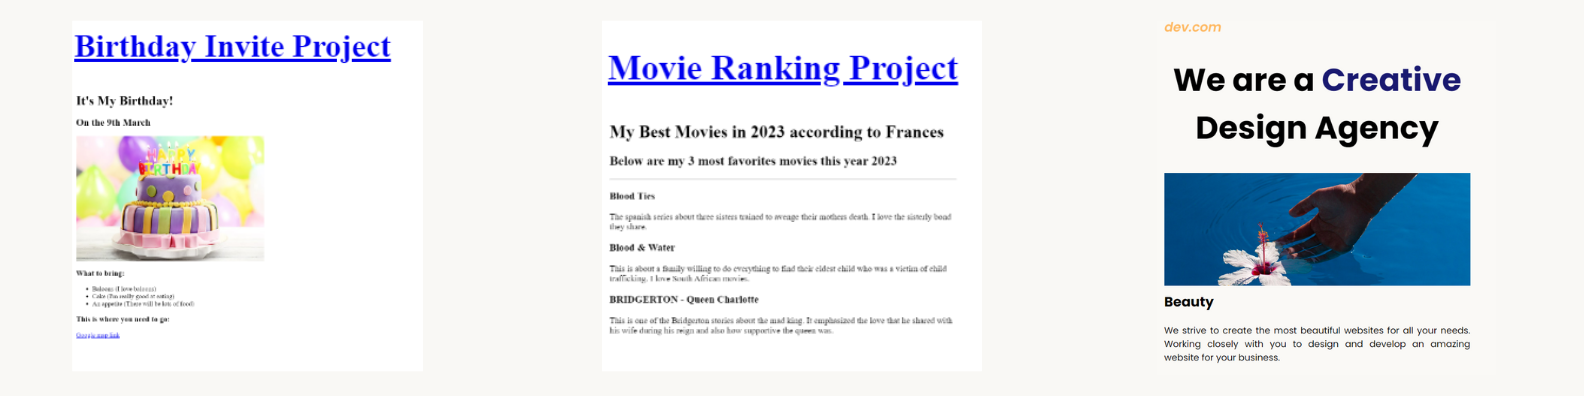 Birthday Invite Project
It's My Birthday!
On the 9th March
HAPPY
BIRTHDA
What to bring:
Baloons (I love baloons)
Cake (I'm really good at eating)
An appetite (There will be lots of food)
This is where you need to go:
Google map link
Movie Ranking Project
My Best Movies in 2023 according to Frances
Below are my 3 most favorites movies this year 2023
Blood Ties
The spanish series about three sisters trained to avenge their mothers death. I love the sisterly bond
they share.
Blood & Water
This is about a family willing to do everything to find their eldest child who was a victim of child
trafficking. I love South African movies.
BRIDGERTON - Queen Charlotte
This is one of the Bridgerton stories about the mad king. It emphasized the love that he shared with
his wife during his reign and also how supportive the queen was.
dev.com
We are a Creative
Design Agency
Beauty
We strive to create the most beautiful websites for all your needs.
Working closely with you to design and develop an amazing
website for your business.